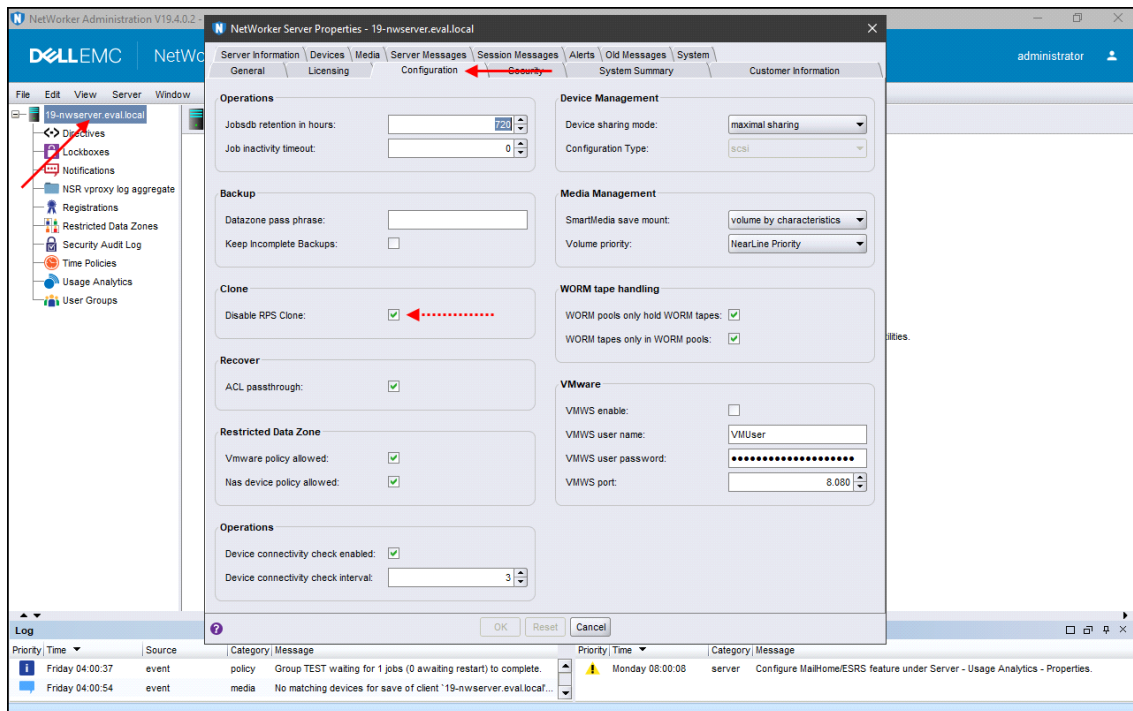 NetWorker Administration V19.4.0.2 -
NetWorker Server Properties - 19-nwserver.eval.local
DELLEMC
NetWo
administrator
File Edit View Server Window
19-nwserver.eval.local
Directives
Lockboxes
Notifications
NSR vproxy log aggregate
Registrations
Restricted Data Zones
Security Audit Log
Time Policies
Usage Analytics
User Groups
Server Information Devices Media Server Messages Session Messages Alerts Old Messages System
General Licensing Configuration Security System Summary Customer Information
Operations
Jobsdb retention in hours: 720
Job inactivity timeout: 0
Backup
Datazone pass phrase:
Keep Incomplete Backups:
Clone
Disable RPS Clone:
Recover
ACL passthrough:
Restricted Data Zone
Vmware policy allowed:
Nas device policy allowed:
Operations
Device connectivity check enabled:
Device connectivity check interval: 3
Device Management
Device sharing mode: maximal sharing
Configuration Type: scsi
Media Management
SmartMedia save mount: volume by characteristics
Volume priority: NearLine Priority
WORM tape handling
WORM pools only hold WORM tapes:
WORM tapes only in WORM pools:
VMware
VMWS enable:
VMWS user name: VMUser
VMWS user password: ●●●●●●●●●●●●●●●●●●●●
VMWS port: 8.080
ilities.
OK Reset Cancel
Log
Priority Time Source Category Message
Friday 04:00:37 event policy Group TEST waiting for 1 jobs (0 awaiting restart) to complete.
Friday 04:00:54 event media No matching devices for save of client `19-nwserver.eval.local'...
Priority Time Category Message
Monday 08:00:08 server Configure MailHome/ESRS feature under Server - Usage Analytics - Properties.